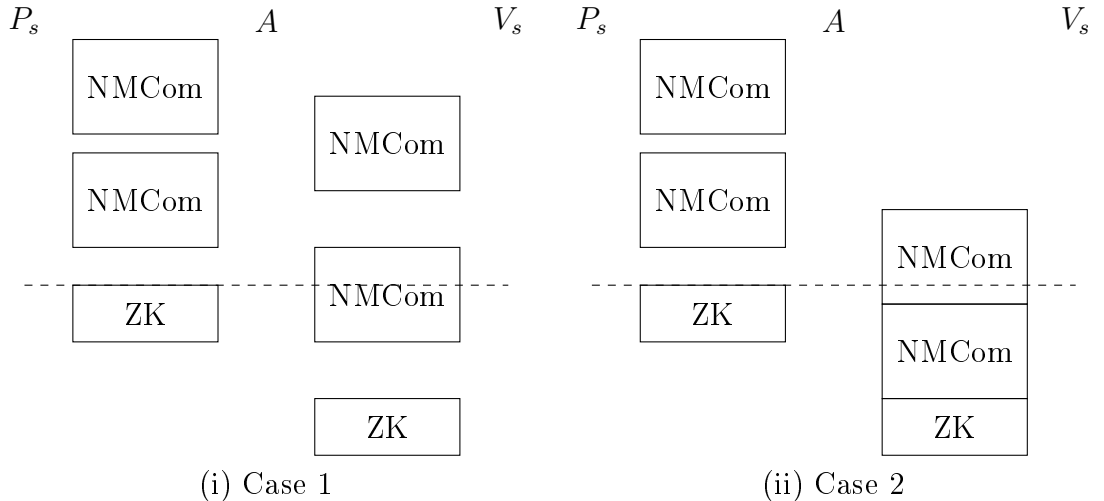 P_s A V_s P_s A V_s
NMCom NMCom
NMCom
NMCom NMCom
NMCom
NMCom
ZK ZK
NMCom
ZK ZK
(i) Case 1 (ii) Case 2